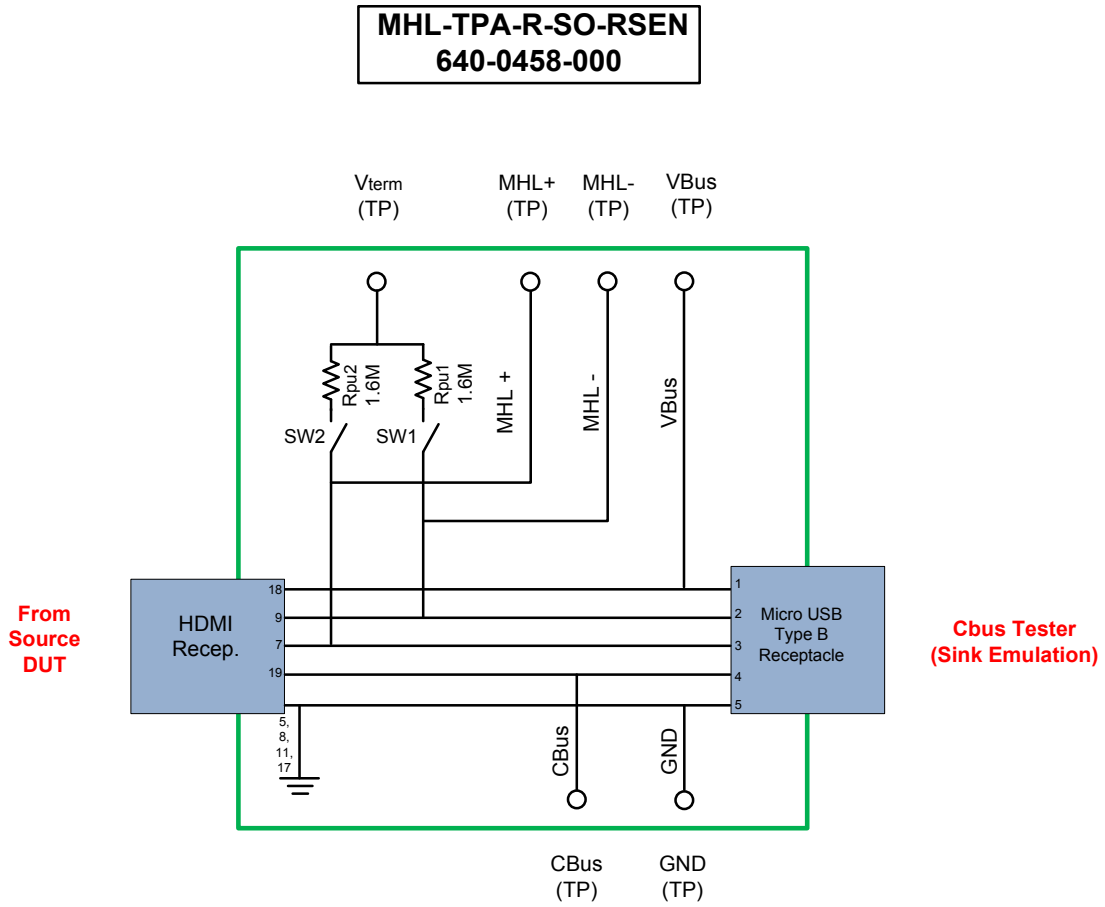 MHL-TPA-R-SO-RSEN
640-0458-000
Vterm
(TP)
MHL+
(TP)
MHL-
(TP)
VBus
(TP)
Rpu2
1.6M
Rpu1
1.6M
SW2
SW1
MHL +
MHL -
VBus
From
Source
DUT
HDMI
Recep.
18
9
7
19
5,
8,
11,
17
1
2
3
4
5
Micro USB
Type B
Receptacle
Cbus Tester
(Sink Emulation)
CBus
GND
CBus
(TP)
GND
(TP)